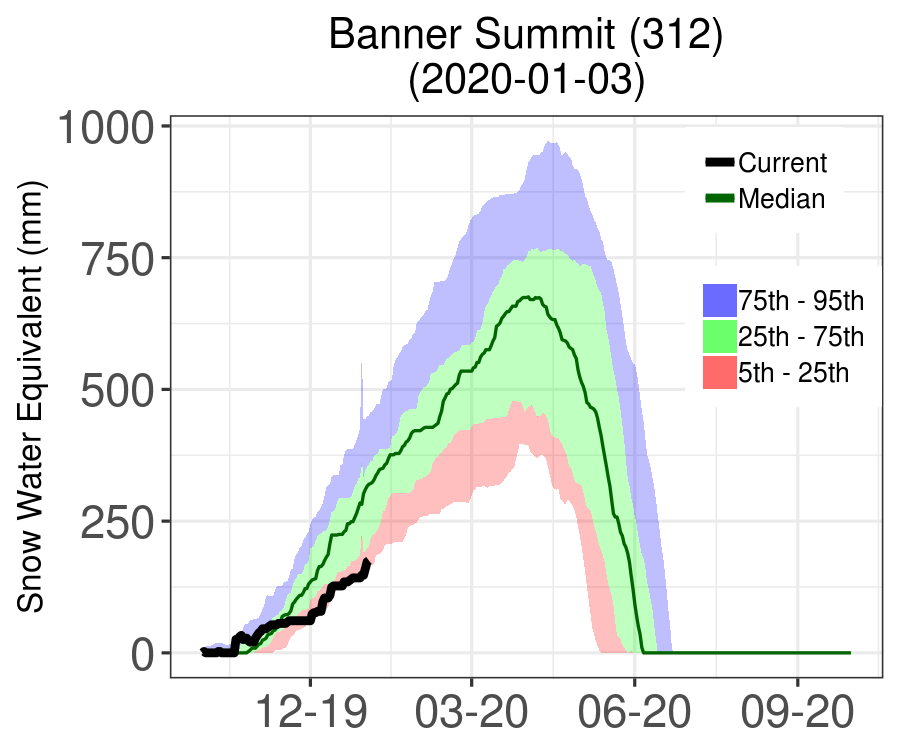 Banner Summit (312)
(2020-01-03)
Snow Water Equivalent (mm)
1000
750
500
250
0
12-19
03-20
06-20
09-20
Current
Median
75th - 95th
25th - 75th
5th - 25th